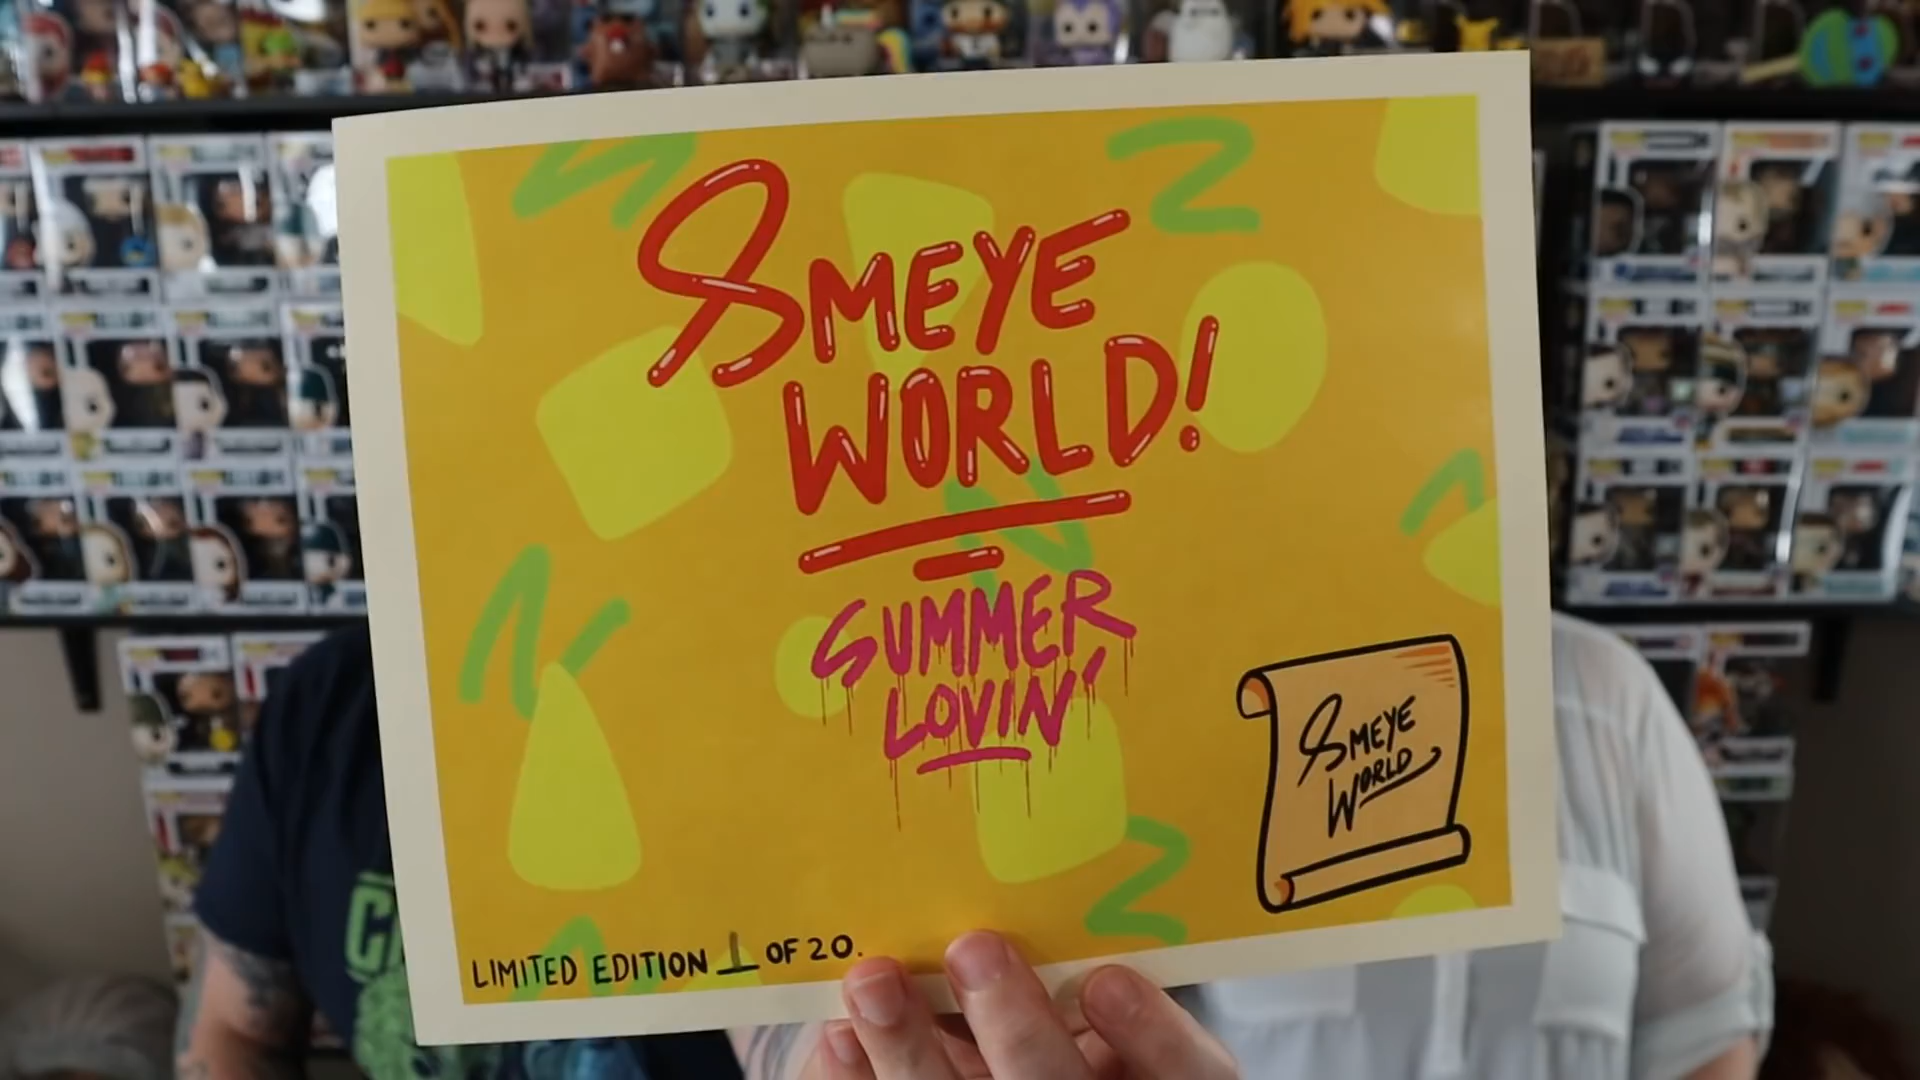 SMEYE
WORLD!
SUMMER
LOVIN'
SMEYE
WORLD
LIMITED EDITION 1 OF 20.